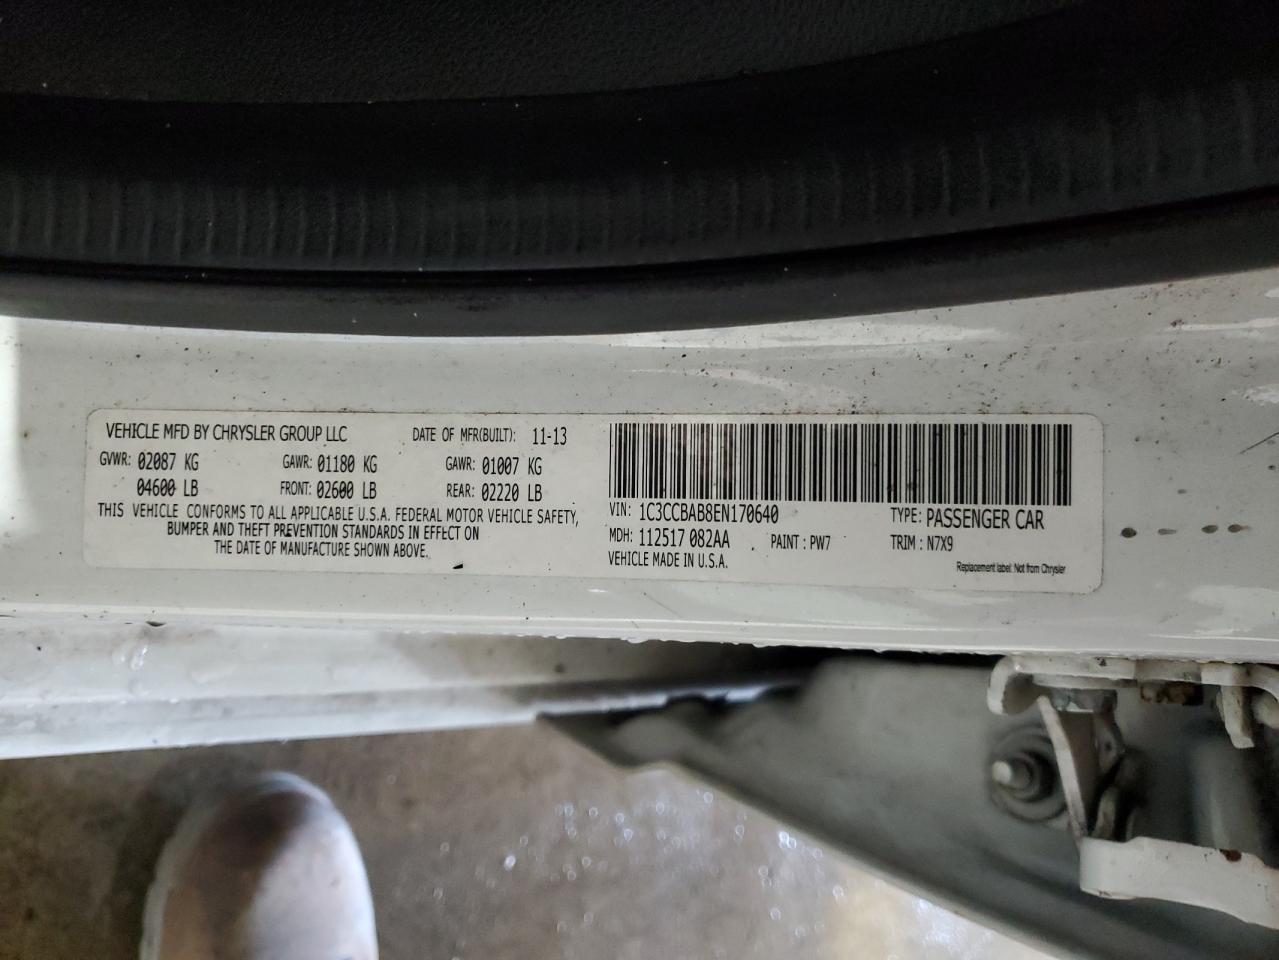 VEHICLE MFD BY CHRYSLER GROUP LLC DATE OF MFR(BUILT): 11-13
GVWR: 02087 KG GAWR: 01180 KG GAWR: 01007 KG
04600 LB FRONT: 02600 LB REAR: 02220 LB
THIS VEHICLE CONFORMS TO ALL APPLICABLE U.S.A. FEDERAL MOTOR VEHICLE SAFETY,
BUMPER AND THEFT PREVENTION STANDARDS IN EFFECT ON
THE DATE OF MANUFACTURE SHOWN ABOVE.
VIN: 1C3CCBAB8EN170640 TYPE: PASSENGER CAR
MDH: 112517 082AA PAINT: PW7 TRIM: N7X9
VEHICLE MADE IN U.S.A.
Replacement label: Not from Chrysler